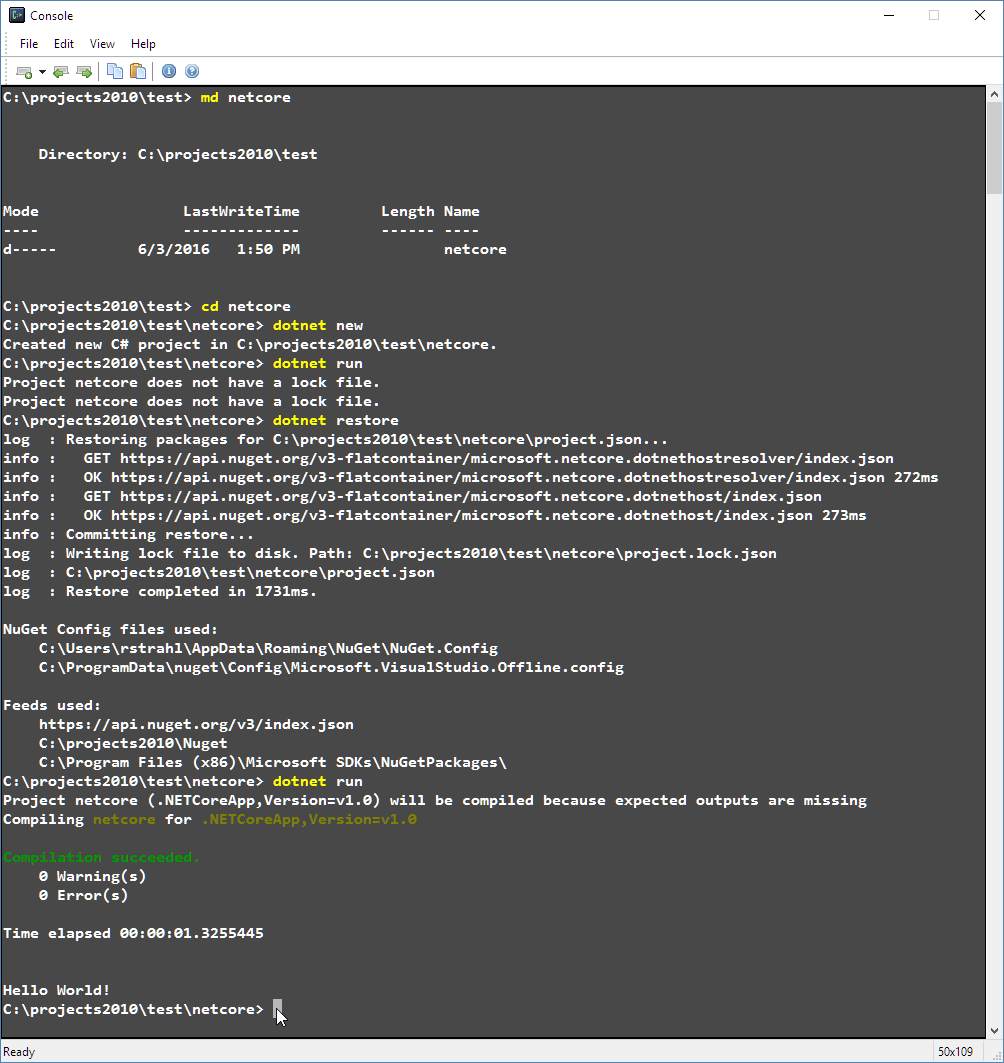 Console
File Edit View Help
C:\projects2010\test> md netcore
Directory: C:\projects2010\test
Mode LastWriteTime Length Name
---- ------------- ------ ----
d----- 6/3/2016 1:50 PM netcore
C:\projects2010\test> cd netcore
C:\projects2010\test\netcore> dotnet new
Created new C# project in C:\projects2010\test\netcore.
C:\projects2010\test\netcore> dotnet run
Project netcore does not have a lock file.
Project netcore does not have a lock file.
C:\projects2010\test\netcore> dotnet restore
log : Restoring packages for C:\projects2010\test\netcore\project.json...
info : GET https://api.nuget.org/v3-flatcontainer/microsoft.netcore.dotnethostresolver/index.json
info : OK https://api.nuget.org/v3-flatcontainer/microsoft.netcore.dotnethostresolver/index.json 272ms
info : GET https://api.nuget.org/v3-flatcontainer/microsoft.netcore.dotnethost/index.json
info : OK https://api.nuget.org/v3-flatcontainer/microsoft.netcore.dotnethost/index.json 273ms
info : Committing restore...
log : Writing lock file to disk. Path: C:\projects2010\test\netcore\project.lock.json
log : C:\projects2010\test\netcore\project.json
log : Restore completed in 1731ms.
NuGet Config files used:
C:\Users\rstrahl\AppData\Roaming\NuGet\NuGet.Config
C:\ProgramData\nuget\Config\Microsoft.VisualStudio.Offline.config
Feeds used:
https://api.nuget.org/v3/index.json
C:\projects2010\Nuget
C:\Program Files (x86)\Microsoft SDKs\NuGetPackages\
C:\projects2010\test\netcore> dotnet run
Project netcore (.NETCoreApp,Version=v1.0) will be compiled because expected outputs are missing
Compiling netcore for .NETCoreApp,Version=v1.0
Compilation succeeded.
0 Warning(s)
0 Error(s)
Time elapsed 00:00:01.3255445
Hello World!
C:\projects2010\test\netcore>
Ready 50x109